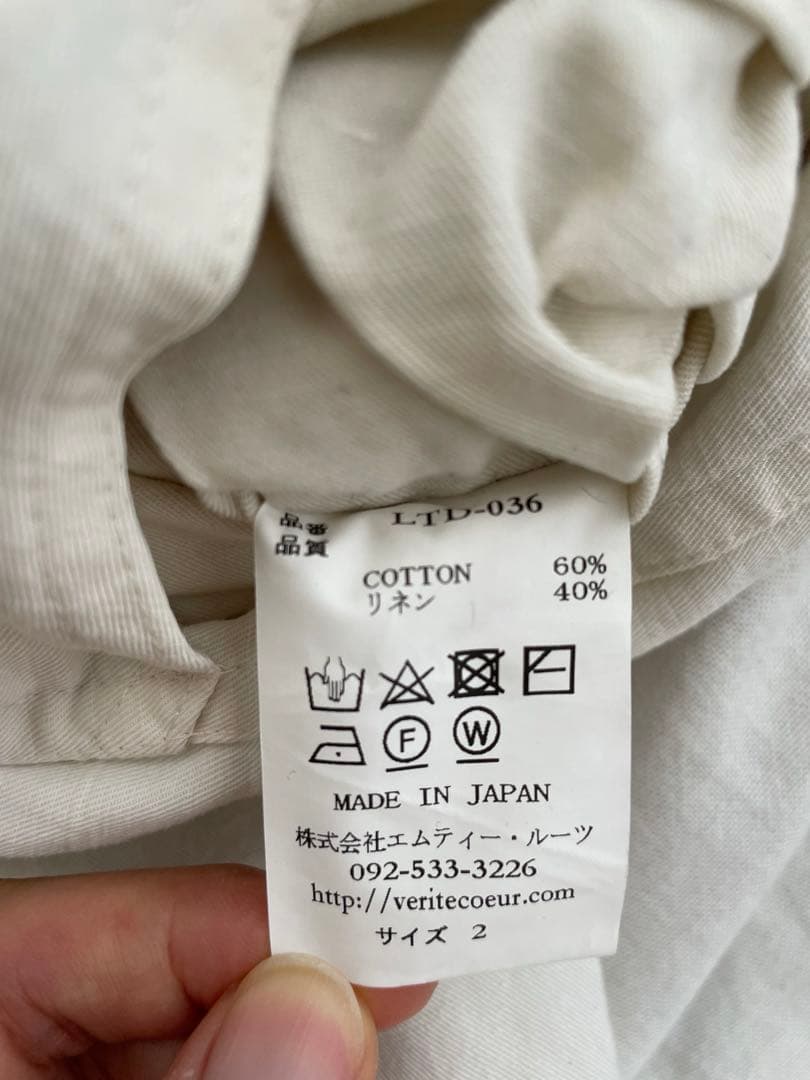 品番 LTD-036
品質
COTTON 60%
リネン 40%
F W
MADE IN JAPAN
株式会社エムティー・ルーツ
092-533-3226
http://veritecoeur.com
サイズ 2